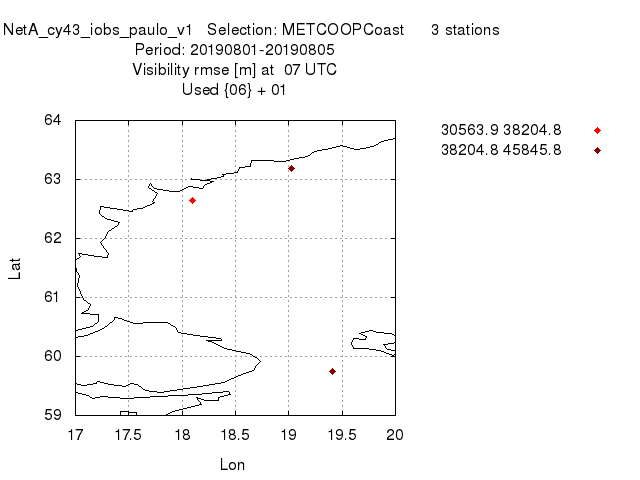 NetA_cy43_iobs_paulo_v1 Selection: METCOOPCoast 3 stations
Period: 20190801-20190805
Visibility rmse [m] at 07 UTC
Used {06} + 01
30563.9 38204.8
38204.8 45845.8
64
63
62
61
60
59
Lat
17 17.5 18 18.5 19 19.5 20
Lon